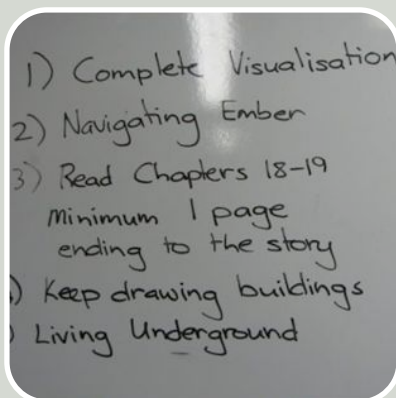 1) Complete Visualisation
2) Navigating Ember
3) Read Chapters 18-19
Minimum 1 page
ending to the story
) Keep drawing buildings
) Living Underground